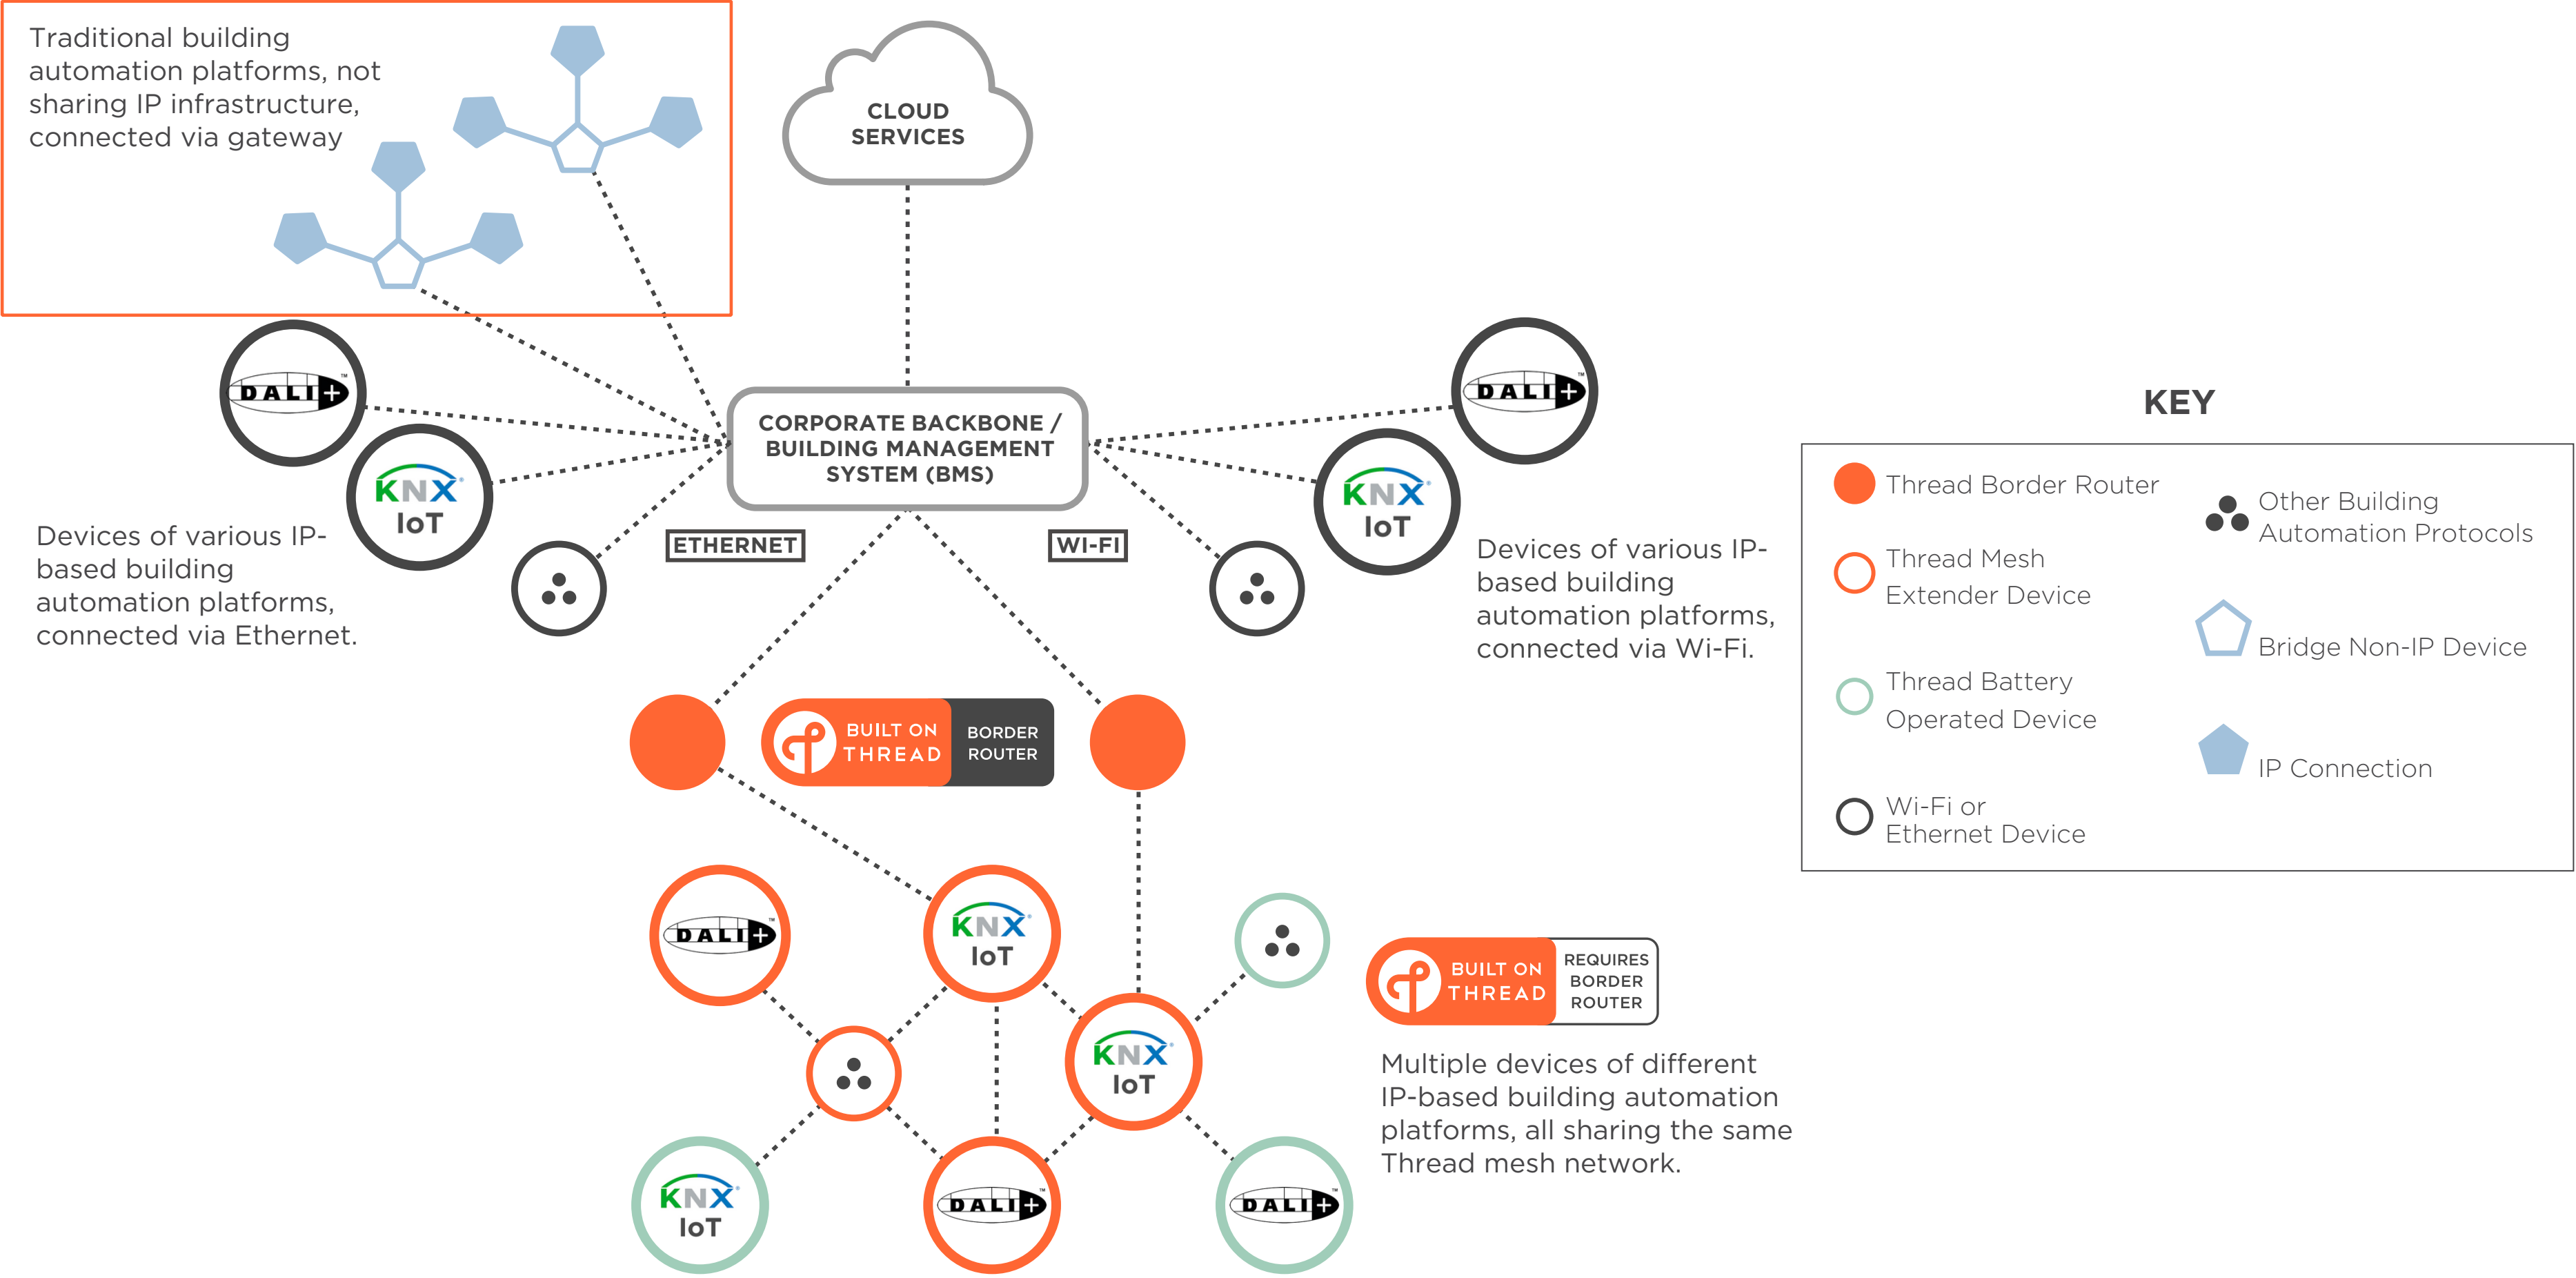 Traditional building
automation platforms, not
sharing IP infrastructure,
connected via gateway
CLOUD
SERVICES
DALI+™
KNX®
IoT
Devices of various IP-
based building
automation platforms,
connected via Ethernet.
CORPORATE BACKBONE /
BUILDING MANAGEMENT
SYSTEM (BMS)
ETHERNET
WI-FI
DALI+™
KNX®
IoT
Devices of various IP-
based building
automation platforms,
connected via Wi-Fi.
KEY
Thread Border Router
Thread Mesh
Extender Device
Thread Battery
Operated Device
Wi-Fi or
Ethernet Device
Other Building
Automation Protocols
Bridge Non-IP Device
IP Connection
BUILT ON
THREAD
BORDER
ROUTER
DALI+™
KNX®
IoT
KNX®
IoT
BUILT ON
THREAD
REQUIRES
BORDER
ROUTER
Multiple devices of different
IP-based building automation
platforms, all sharing the same
Thread mesh network.
KNX®
IoT
DALI+™
DALI+™